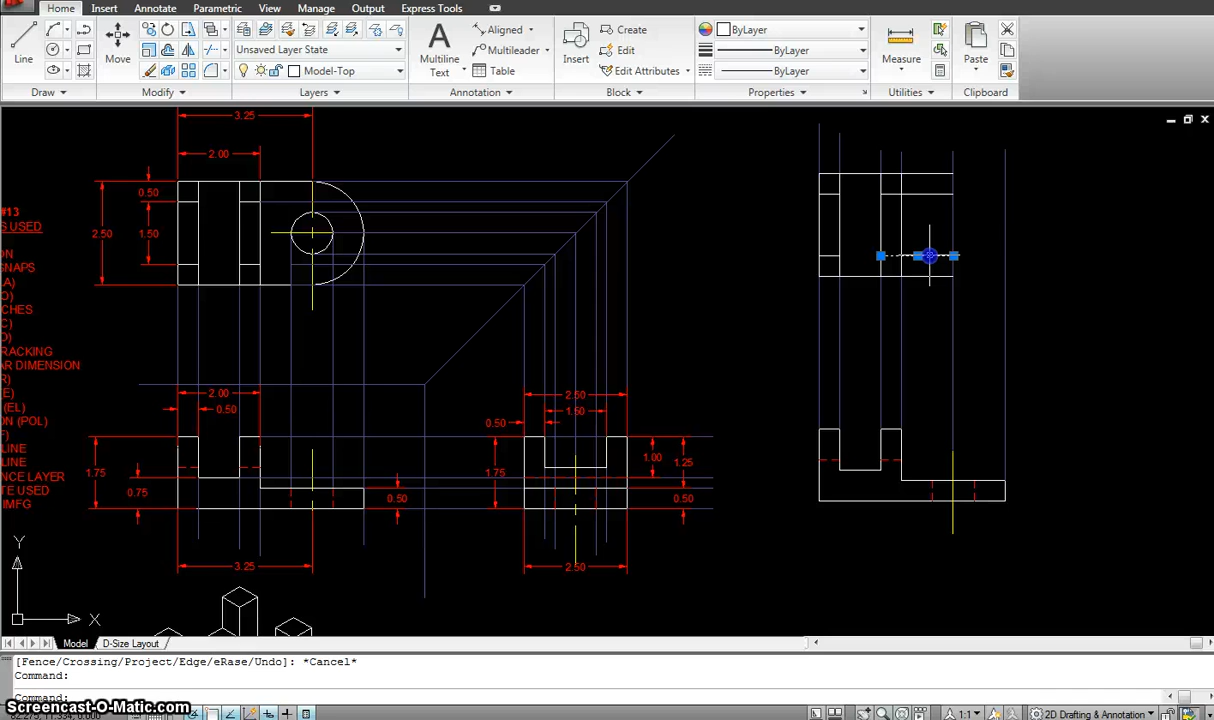 Home Insert Annotate Parametric View Manage Output Express Tools
Line
Move
Unsaved Layer State
Model-Top
Multiline
Text
Aligned
Multileader
Table
Insert
Create
Edit
Edit Attributes
ByLayer
ByLayer
ByLayer
Measure
Paste
Draw Modify Layers Annotation Block Properties Utilities Clipboard
3.25
2.00
0.50
2.50
1.50
#13
S USED
ON
SNAPS
LA)
O)
CHES
C)
D)
RACKING
AR DIMENSION
R)
E)
(EL)
ON (POL)
F)
LINE
LINE
NCE LAYER
TE USED
IMFG
2.00
0.50
1.75
0.75
0.50
3.25
2.50
1.50
0.50
1.75
1.00
1.25
0.50
2.50
Y
X
Model D-Size Layout
[Fence/Crossing/Project/Edge/eRase/Undo]: *Cancel*
Command:
Command:
Screencast-O-Matic.com
1:1
2D Drafting & Annotation